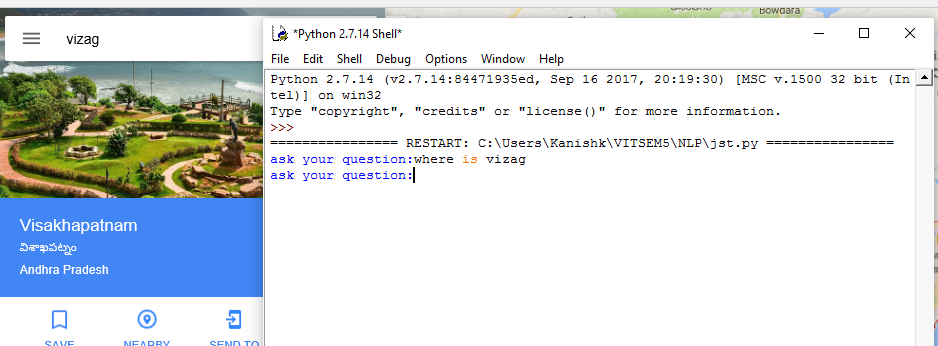 Bowdara
vizag
*Python 2.7.14 Shell*
File Edit Shell Debug Options Window Help
Python 2.7.14 (v2.7.14:84471935ed, Sep 16 2017, 20:19:30) [MSC v.1500 32 bit (In
tel)] on win32
Type "copyright", "credits" or "license()" for more information.
>>>
================ RESTART: C:\Users\Kanishk\VITSEM5\NLP\jst.py ================
ask your question:where is vizag
ask your question:
Visakhapatnam
విశాఖపట్నం
Andhra Pradesh
SAVE NEARBY SEND TO